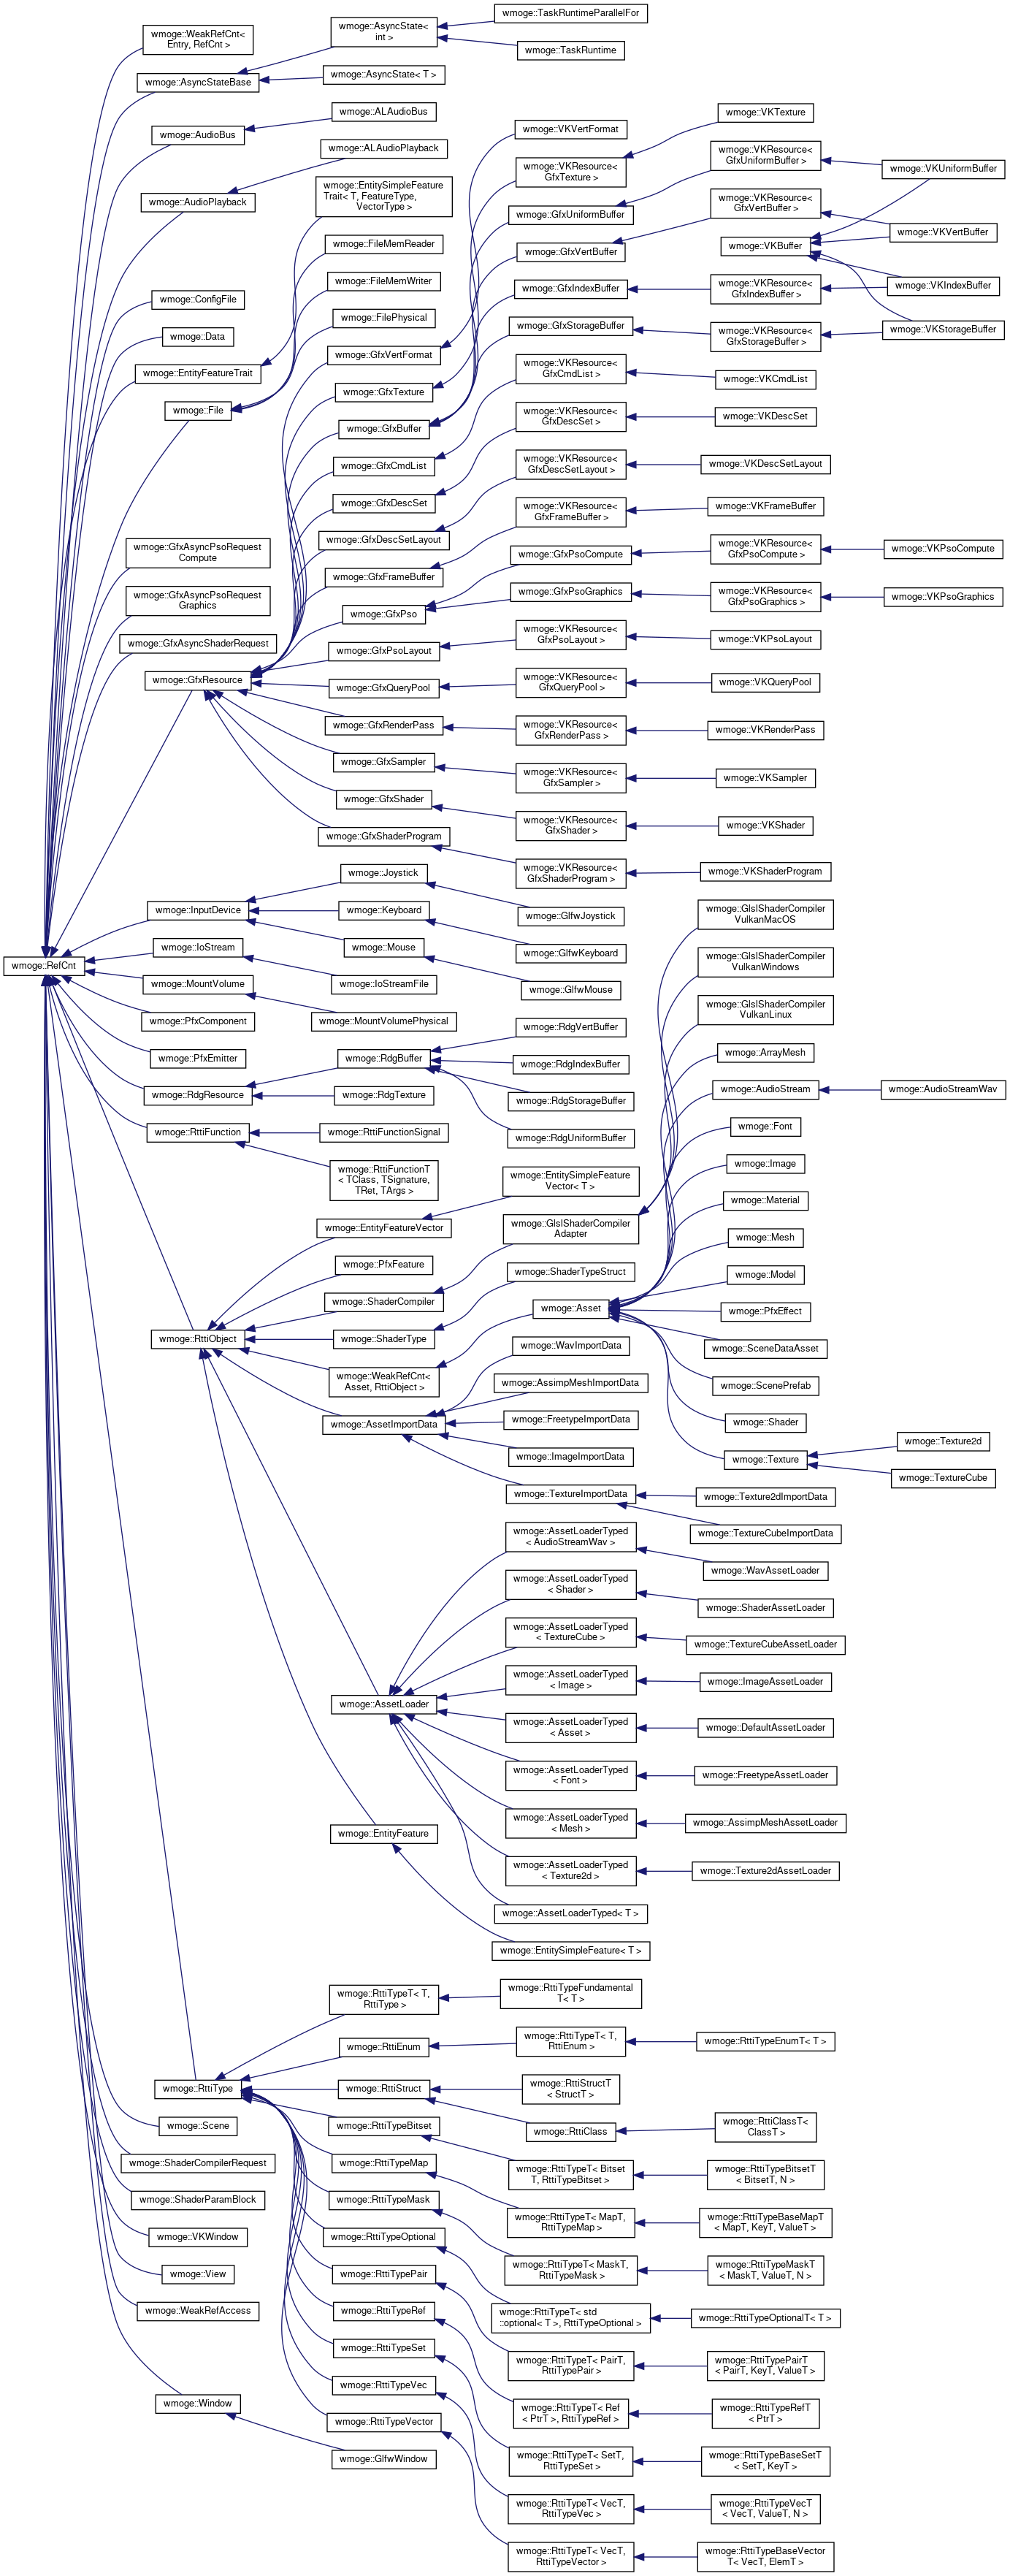 wmoge::RefCnt
wmoge::WeakRefCnt<
Entry, RefCnt >
wmoge::AsyncStateBase
wmoge::AsyncState<
int >
wmoge::TaskRuntimeParallelFor
wmoge::TaskRuntime
wmoge::AsyncState< T >
wmoge::AudioBus
wmoge::ALAudioBus
wmoge::AudioPlayback
wmoge::ALAudioPlayback
wmoge::ConfigFile
wmoge::Data
wmoge::EntityFeatureTrait
wmoge::EntitySimpleFeature
Trait< T, FeatureType,
VectorType >
wmoge::File
wmoge::FileMemReader
wmoge::FileMemWriter
wmoge::FilePhysical
wmoge::GfxAsyncPsoRequest
Compute
wmoge::GfxAsyncPsoRequest
Graphics
wmoge::GfxAsyncShaderRequest
wmoge::GfxResource
wmoge::GfxVertFormat
wmoge::VKVertFormat
wmoge::GfxTexture
wmoge::VKResource<
GfxTexture >
wmoge::VKTexture
wmoge::GfxBuffer
wmoge::GfxUniformBuffer
wmoge::VKResource<
GfxUniformBuffer >
wmoge::VKUniformBuffer
wmoge::GfxVertBuffer
wmoge::VKResource<
GfxVertBuffer >
wmoge::VKVertBuffer
wmoge::VKBuffer
wmoge::GfxIndexBuffer
wmoge::VKResource<
GfxIndexBuffer >
wmoge::VKIndexBuffer
wmoge::GfxStorageBuffer
wmoge::VKResource<
GfxStorageBuffer >
wmoge::VKStorageBuffer
wmoge::GfxCmdList
wmoge::VKResource<
GfxCmdList >
wmoge::VKCmdList
wmoge::GfxDescSet
wmoge::VKResource<
GfxDescSet >
wmoge::VKDescSet
wmoge::GfxDescSetLayout
wmoge::VKResource<
GfxDescSetLayout >
wmoge::VKDescSetLayout
wmoge::GfxFrameBuffer
wmoge::VKResource<
GfxFrameBuffer >
wmoge::VKFrameBuffer
wmoge::GfxPso
wmoge::GfxPsoCompute
wmoge::VKResource<
GfxPsoCompute >
wmoge::VKPsoCompute
wmoge::GfxPsoGraphics
wmoge::VKResource<
GfxPsoGraphics >
wmoge::VKPsoGraphics
wmoge::GfxPsoLayout
wmoge::VKResource<
GfxPsoLayout >
wmoge::VKPsoLayout
wmoge::GfxQueryPool
wmoge::VKResource<
GfxQueryPool >
wmoge::VKQueryPool
wmoge::GfxRenderPass
wmoge::VKResource<
GfxRenderPass >
wmoge::VKRenderPass
wmoge::GfxSampler
wmoge::VKResource<
GfxSampler >
wmoge::VKSampler
wmoge::GfxShader
wmoge::VKResource<
GfxShader >
wmoge::VKShader
wmoge::GfxShaderProgram
wmoge::VKResource<
GfxShaderProgram >
wmoge::VKShaderProgram
wmoge::InputDevice
wmoge::Joystick
wmoge::GlfwJoystick
wmoge::Keyboard
wmoge::GlfwKeyboard
wmoge::Mouse
wmoge::GlfwMouse
wmoge::IoStream
wmoge::IoStreamFile
wmoge::MountVolume
wmoge::MountVolumePhysical
wmoge::PfxComponent
wmoge::PfxEmitter
wmoge::RdgResource
wmoge::RdgBuffer
wmoge::RdgVertBuffer
wmoge::RdgIndexBuffer
wmoge::RdgStorageBuffer
wmoge::RdgUniformBuffer
wmoge::RdgTexture
wmoge::RttiFunction
wmoge::RttiFunctionSignal
wmoge::RttiFunctionT
< TClass, TSignature,
TRet, TArgs >
wmoge::RttiObject
wmoge::EntityFeatureVector
wmoge::EntitySimpleFeature
Vector< T >
wmoge::PfxFeature
wmoge::ShaderCompiler
wmoge::GlslShaderCompiler
Adapter
wmoge::GlslShaderCompiler
VulkanMacOS
wmoge::GlslShaderCompiler
VulkanWindows
wmoge::GlslShaderCompiler
VulkanLinux
wmoge::ShaderType
wmoge::ShaderTypeStruct
wmoge::WeakRefCnt<
Asset, RttiObject >
wmoge::Asset
wmoge::ArrayMesh
wmoge::AudioStream
wmoge::AudioStreamWav
wmoge::Font
wmoge::Image
wmoge::Material
wmoge::Mesh
wmoge::Model
wmoge::PfxEffect
wmoge::SceneDataAsset
wmoge::ScenePrefab
wmoge::Shader
wmoge::Texture
wmoge::Texture2d
wmoge::TextureCube
wmoge::AssetImportData
wmoge::WavImportData
wmoge::AssimpMeshImportData
wmoge::FreetypeImportData
wmoge::ImageImportData
wmoge::TextureImportData
wmoge::Texture2dImportData
wmoge::TextureCubeImportData
wmoge::AssetLoader
wmoge::AssetLoaderTyped
< AudioStreamWav >
wmoge::WavAssetLoader
wmoge::AssetLoaderTyped
< Shader >
wmoge::ShaderAssetLoader
wmoge::AssetLoaderTyped
< TextureCube >
wmoge::TextureCubeAssetLoader
wmoge::AssetLoaderTyped
< Image >
wmoge::ImageAssetLoader
wmoge::AssetLoaderTyped
< Asset >
wmoge::DefaultAssetLoader
wmoge::AssetLoaderTyped
< Font >
wmoge::FreetypeAssetLoader
wmoge::AssetLoaderTyped
< Mesh >
wmoge::AssimpMeshAssetLoader
wmoge::AssetLoaderTyped
< Texture2d >
wmoge::Texture2dAssetLoader
wmoge::AssetLoaderTyped< T >
wmoge::EntityFeature
wmoge::EntitySimpleFeature< T >
wmoge::RttiType
wmoge::RttiTypeT< T,
RttiType >
wmoge::RttiTypeFundamental
T< T >
wmoge::RttiEnum
wmoge::RttiTypeT< T,
RttiEnum >
wmoge::RttiTypeEnumT< T >
wmoge::RttiStruct
wmoge::RttiStructT
< StructT >
wmoge::RttiClass
wmoge::RttiClassT<
ClassT >
wmoge::RttiTypeBitset
wmoge::RttiTypeT< Bitset
T, RttiTypeBitset >
wmoge::RttiTypeBitsetT
< BitsetT, N >
wmoge::RttiTypeMap
wmoge::RttiTypeT< MapT,
RttiTypeMap >
wmoge::RttiTypeBaseMapT
< MapT, KeyT, ValueT >
wmoge::RttiTypeMask
wmoge::RttiTypeT< MaskT,
RttiTypeMask >
wmoge::RttiTypeMaskT
< MaskT, ValueT, N >
wmoge::RttiTypeOptional
wmoge::RttiTypeT< std
::optional< T >, RttiTypeOptional >
wmoge::RttiTypeOptionalT< T >
wmoge::RttiTypePair
wmoge::RttiTypeT< PairT,
RttiTypePair >
wmoge::RttiTypePairT
< PairT, KeyT, ValueT >
wmoge::RttiTypeRef
wmoge::RttiTypeT< Ref
< PtrT >, RttiTypeRef >
wmoge::RttiTypeRefT
< PtrT >
wmoge::RttiTypeSet
wmoge::RttiTypeT< SetT,
RttiTypeSet >
wmoge::RttiTypeBaseSetT
< SetT, KeyT >
wmoge::RttiTypeVec
wmoge::RttiTypeT< VecT,
RttiTypeVec >
wmoge::RttiTypeVecT
< VecT, ValueT, N >
wmoge::RttiTypeVector
wmoge::RttiTypeT< VecT,
RttiTypeVector >
wmoge::RttiTypeBaseVector
T< VecT, ElemT >
wmoge::Scene
wmoge::ShaderCompilerRequest
wmoge::ShaderParamBlock
wmoge::VKWindow
wmoge::View
wmoge::WeakRefAccess
wmoge::Window
wmoge::GlfwWindow